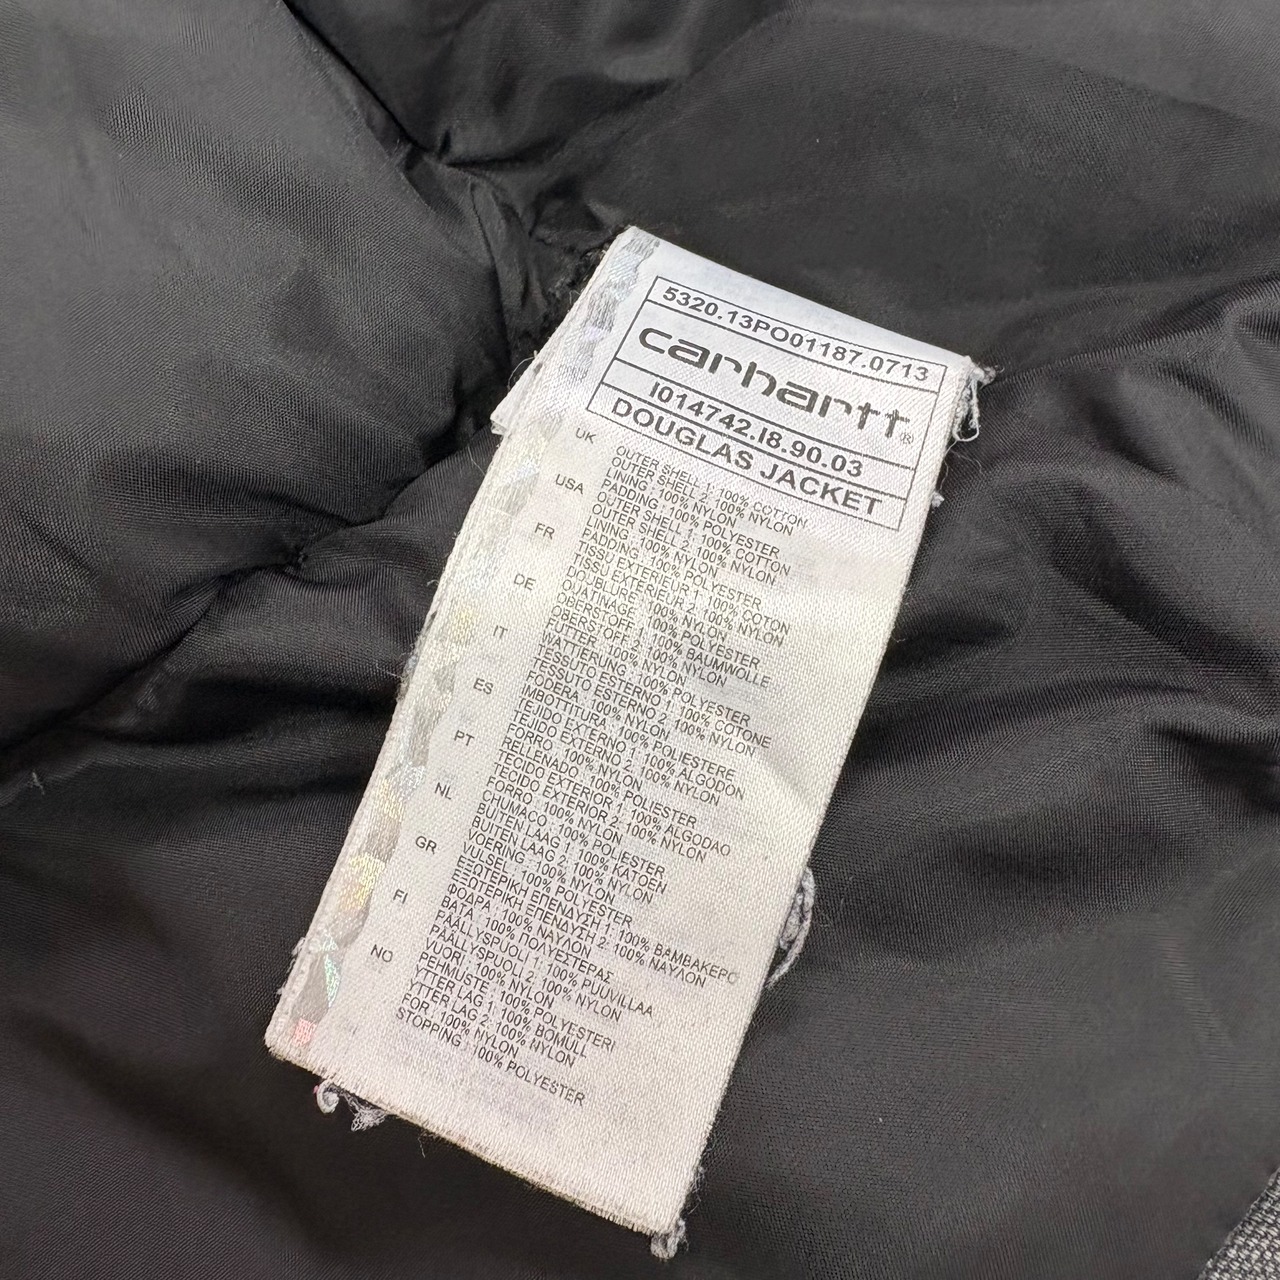 5320.13PO01187.0713
carhartt®
I014742.I8.90.03
DOUGLAS JACKET
UK
OUTER SHELL 1: 100% COTTON
OUTER SHELL 2: 100% NYLON
LINING: 100% NYLON
PADDING: 100% POLYESTER
USA
OUTER SHELL 1: 100% COTTON
OUTER SHELL 2: 100% NYLON
LINING: 100% NYLON
PADDING: 100% POLYESTER
FR
TISSU EXTERIEUR 1: 100% COTON
TISSU EXTERIEUR 2: 100% NYLON
DOUBLURE: 100% NYLON
OUATINAGE: 100% POLYESTER
DE
OBERSTOFF 1: 100% BAUMWOLLE
OBERSTOFF 2: 100% NYLON
FUTTER: 100% NYLON
WATTIERUNG: 100% POLYESTER
IT
TESSUTO ESTERNO 1: 100% COTONE
TESSUTO ESTERNO 2: 100% NYLON
FODERA: 100% NYLON
IMBOTTITURA: 100% POLIESTERE
ES
TEJIDO EXTERNO 1: 100% ALGODON
TEJIDO EXTERNO 2: 100% NYLON
FORRO: 100% NYLON
RELLENADO: 100% POLIESTER
PT
TECIDO EXTERIOR 1: 100% ALGODAO
TECIDO EXTERIOR 2: 100% NYLON
FORRO: 100% NYLON
CHUMACO: 100% POLIESTER
NL
BUITEN LAAG 1: 100% KATOEN
BUITEN LAAG 2: 100% NYLON
VOERING: 100% NYLON
VULSEL: 100% POLYESTER
GR
ΕΞΩΤΕΡΙΚΗ ΕΠΕΝΔΥΣΗ 1: 100% ΒΑΜΒΑΚΕΡΟ
ΕΞΩΤΕΡΙΚΗ ΕΠΕΝΔΥΣΗ 2: 100% ΝΑΥΛΟΝ
ΦΟΔΡΑ: 100% ΝΑΥΛΟΝ
ΒΑΤΑ: 100% ΠΟΛΥΕΣΤΕΡΑΣ
FI
PÄÄLLYSPUOLI 1: 100% PUUVILLAA
PÄÄLLYSPUOLI 2: 100% NYLON
VUORI: 100% NYLON
PEHMUSTE: 100% POLYESTERI
NO
YTTER LAG 1: 100% BOMULL
YTTER LAG 2: 100% NYLON
FOR: 100% NYLON
STOPPING: 100% POLYESTER